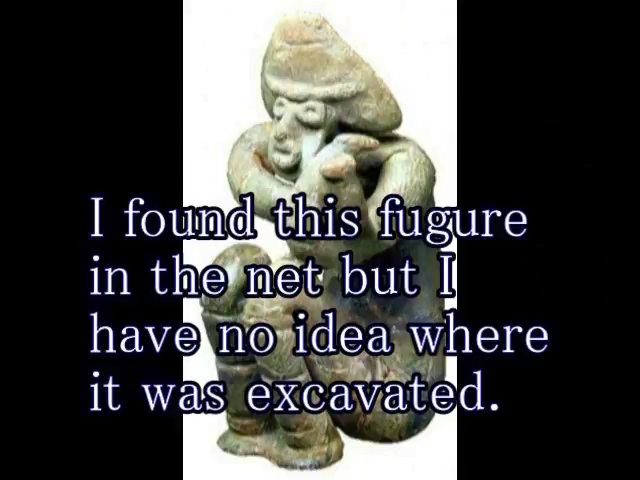 I found this fugure
in the net but I
have no idea where
it was excavated.